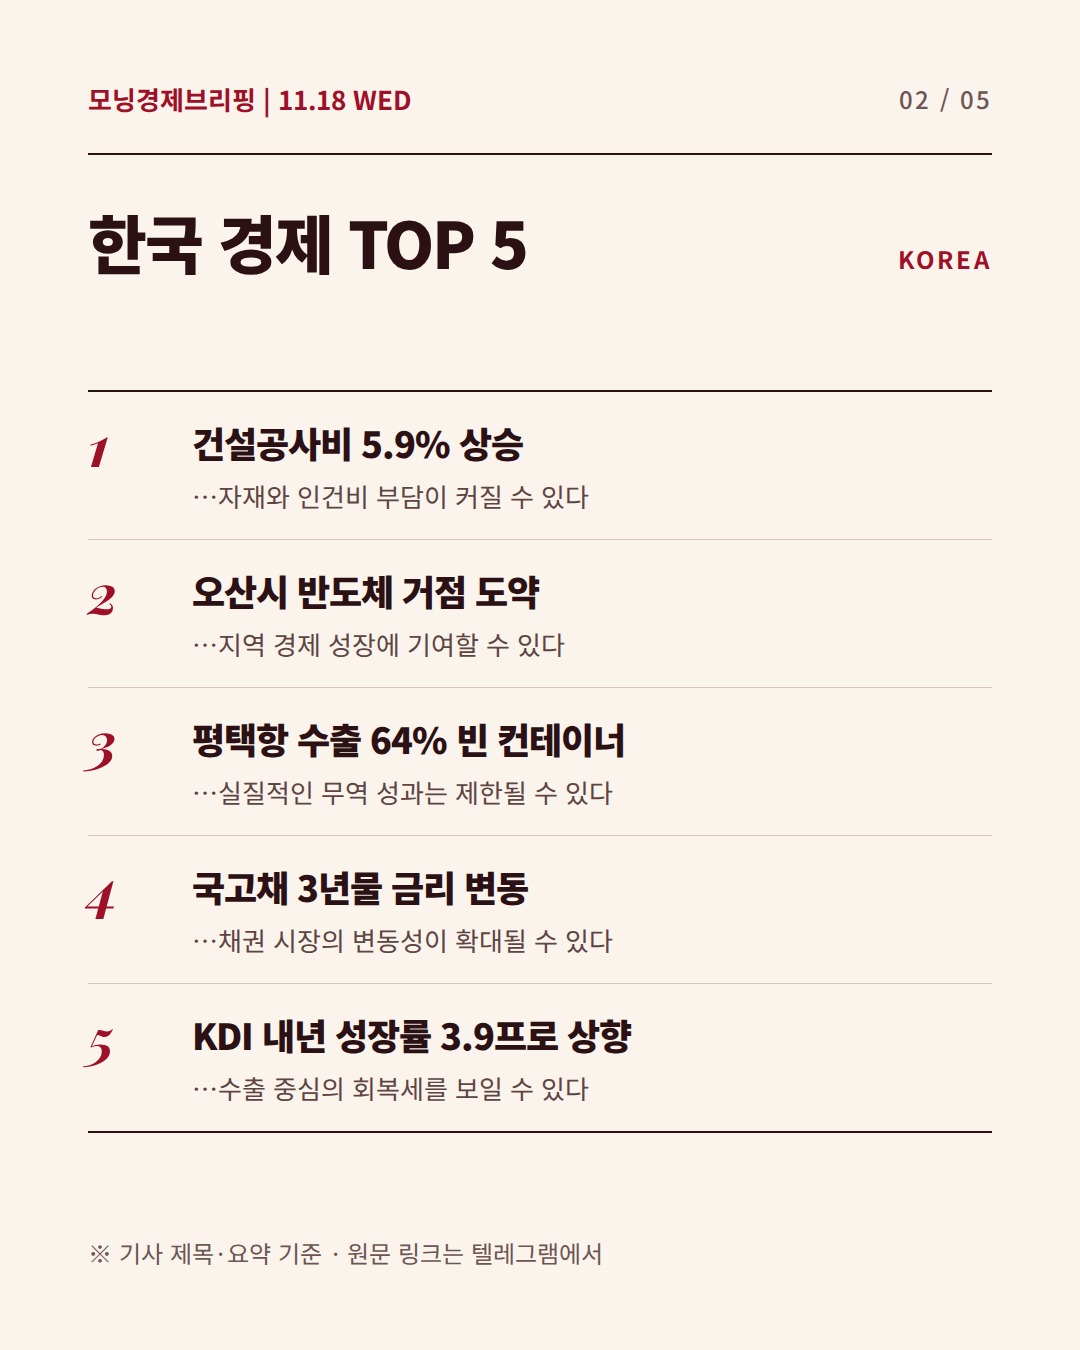 모닝경제브리핑 | 11.18 WED
02 / 05
한국 경제 TOP 5
KOREA
1
건설공사비 5.9% 상승
…자재와 인건비 부담이 커질 수 있다
2
오산시 반도체 거점 도약
…지역 경제 성장에 기여할 수 있다
3
평택항 수출 64% 빈 컨테이너
…실질적인 무역 성과는 제한될 수 있다
4
국고채 3년물 금리 변동
…채권 시장의 변동성이 확대될 수 있다
5
KDI 내년 성장률 3.9프로 상향
…수출 중심의 회복세를 보일 수 있다
※ 기사 제목·요약 기준 · 원문 링크는 텔레그램에서